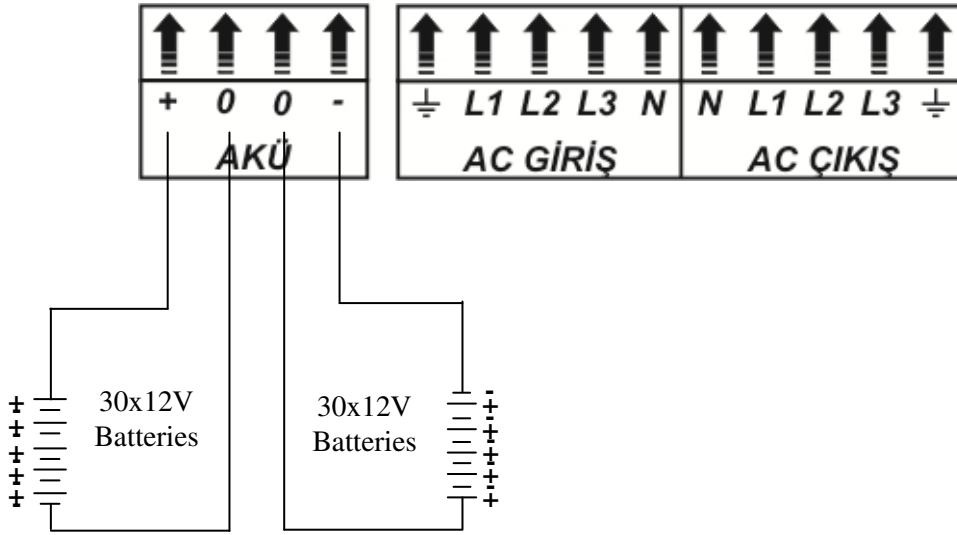 + 0 0 -
AKÜ
L1 L2 L3 N
AC GİRİŞ
N L1 L2 L3
AC ÇIKIŞ
30x12V
Batteries
30x12V
Batteries
+
+
+
+
+
-
+
-
+
-
+
-
+
-
+